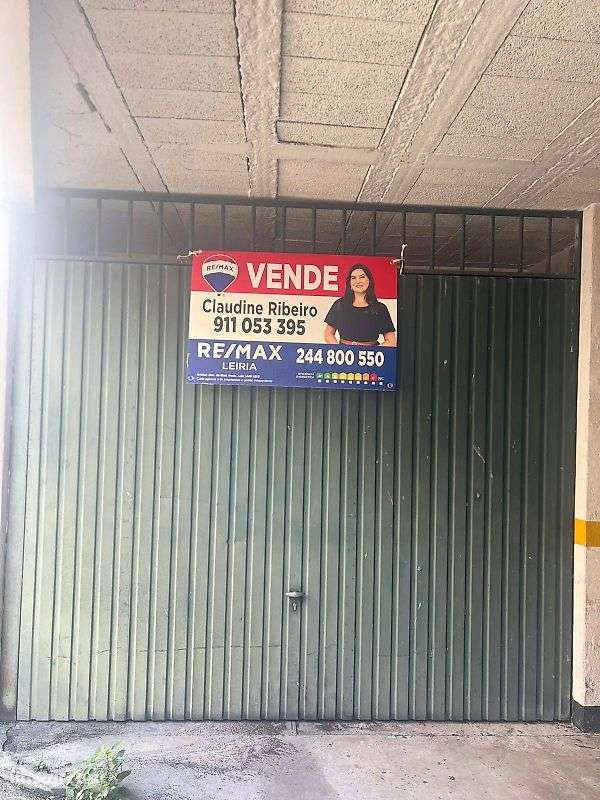 RE/MAX
VENDE
Claudine Ribeiro
911 053 395
RE/MAX
LEIRIA
244 800 550